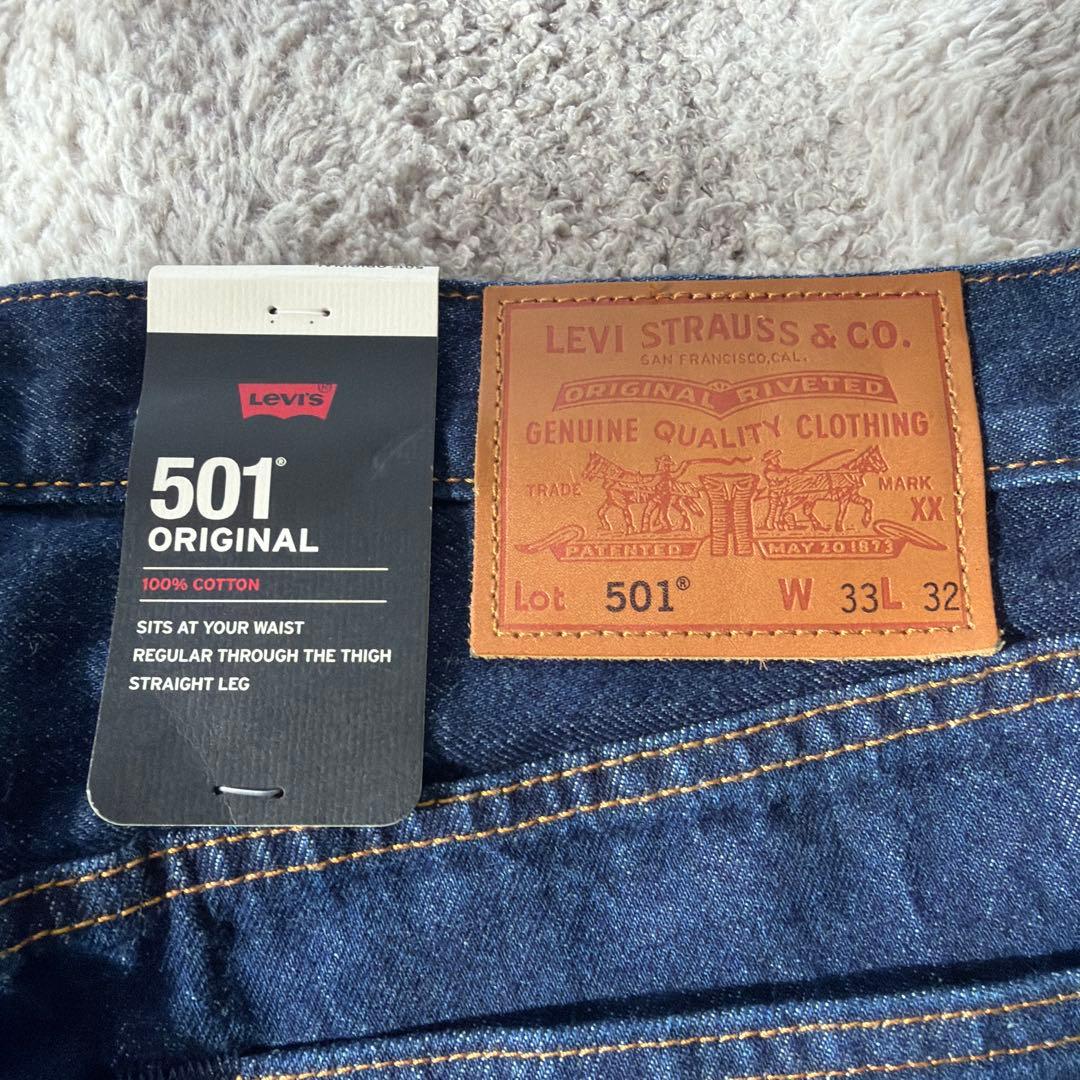 LEVI'S
501®
ORIGINAL
100% COTTON
SITS AT YOUR WAIST
REGULAR THROUGH THE THIGH
STRAIGHT LEG
LEVI STRAUSS & CO.
SAN FRANCISCO, CAL.
ORIGINAL RIVETED
GENUINE QUALITY CLOTHING
TRADE MARK
XX
PATENTED MAY 20 1873
Lot 501® W 33 L 32